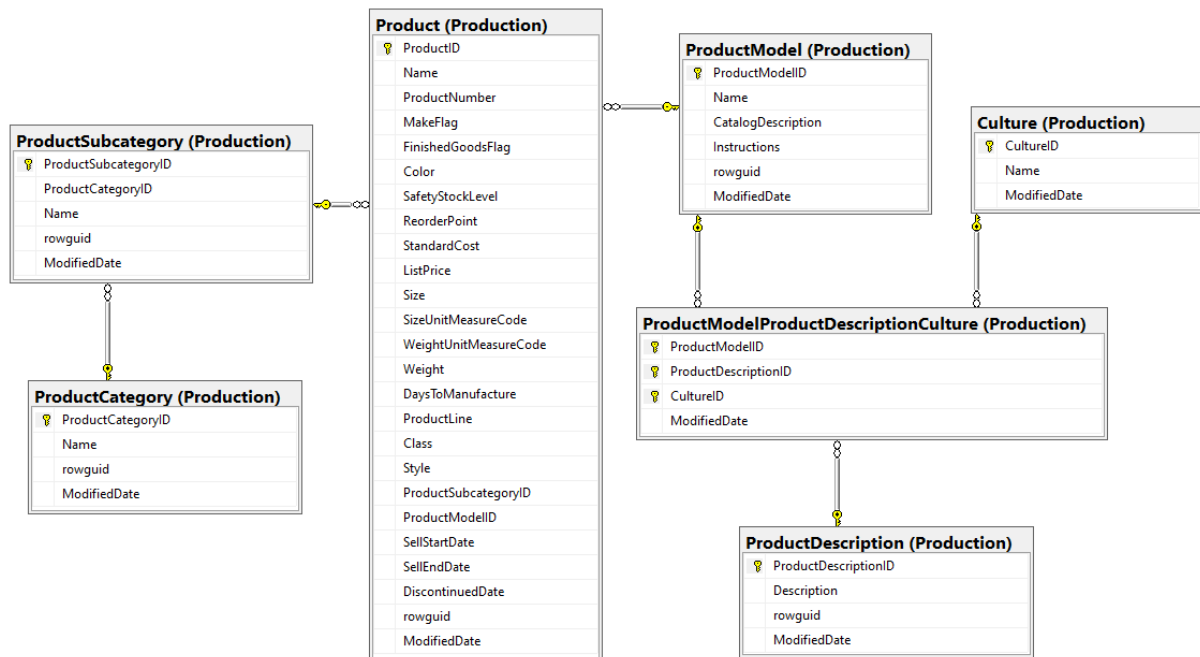 Product (Production)
ProductID
Name
ProductNumber
MakeFlag
FinishedGoodsFlag
Color
SafetyStockLevel
ReorderPoint
StandardCost
ListPrice
Size
SizeUnitMeasureCode
WeightUnitMeasureCode
Weight
DaysToManufacture
ProductLine
Class
Style
ProductSubcategoryID
ProductModelID
SellStartDate
SellEndDate
DiscontinuedDate
rowguid
ModifiedDate
ProductSubcategory (Production)
ProductSubcategoryID
ProductCategoryID
Name
rowguid
ModifiedDate
ProductCategory (Production)
ProductCategoryID
Name
rowguid
ModifiedDate
ProductModel (Production)
ProductModelID
Name
CatalogDescription
Instructions
rowguid
ModifiedDate
Culture (Production)
CultureID
Name
ModifiedDate
ProductModelProductDescriptionCulture (Production)
ProductModelID
ProductDescriptionID
CultureID
ModifiedDate
ProductDescription (Production)
ProductDescriptionID
Description
rowguid
ModifiedDate